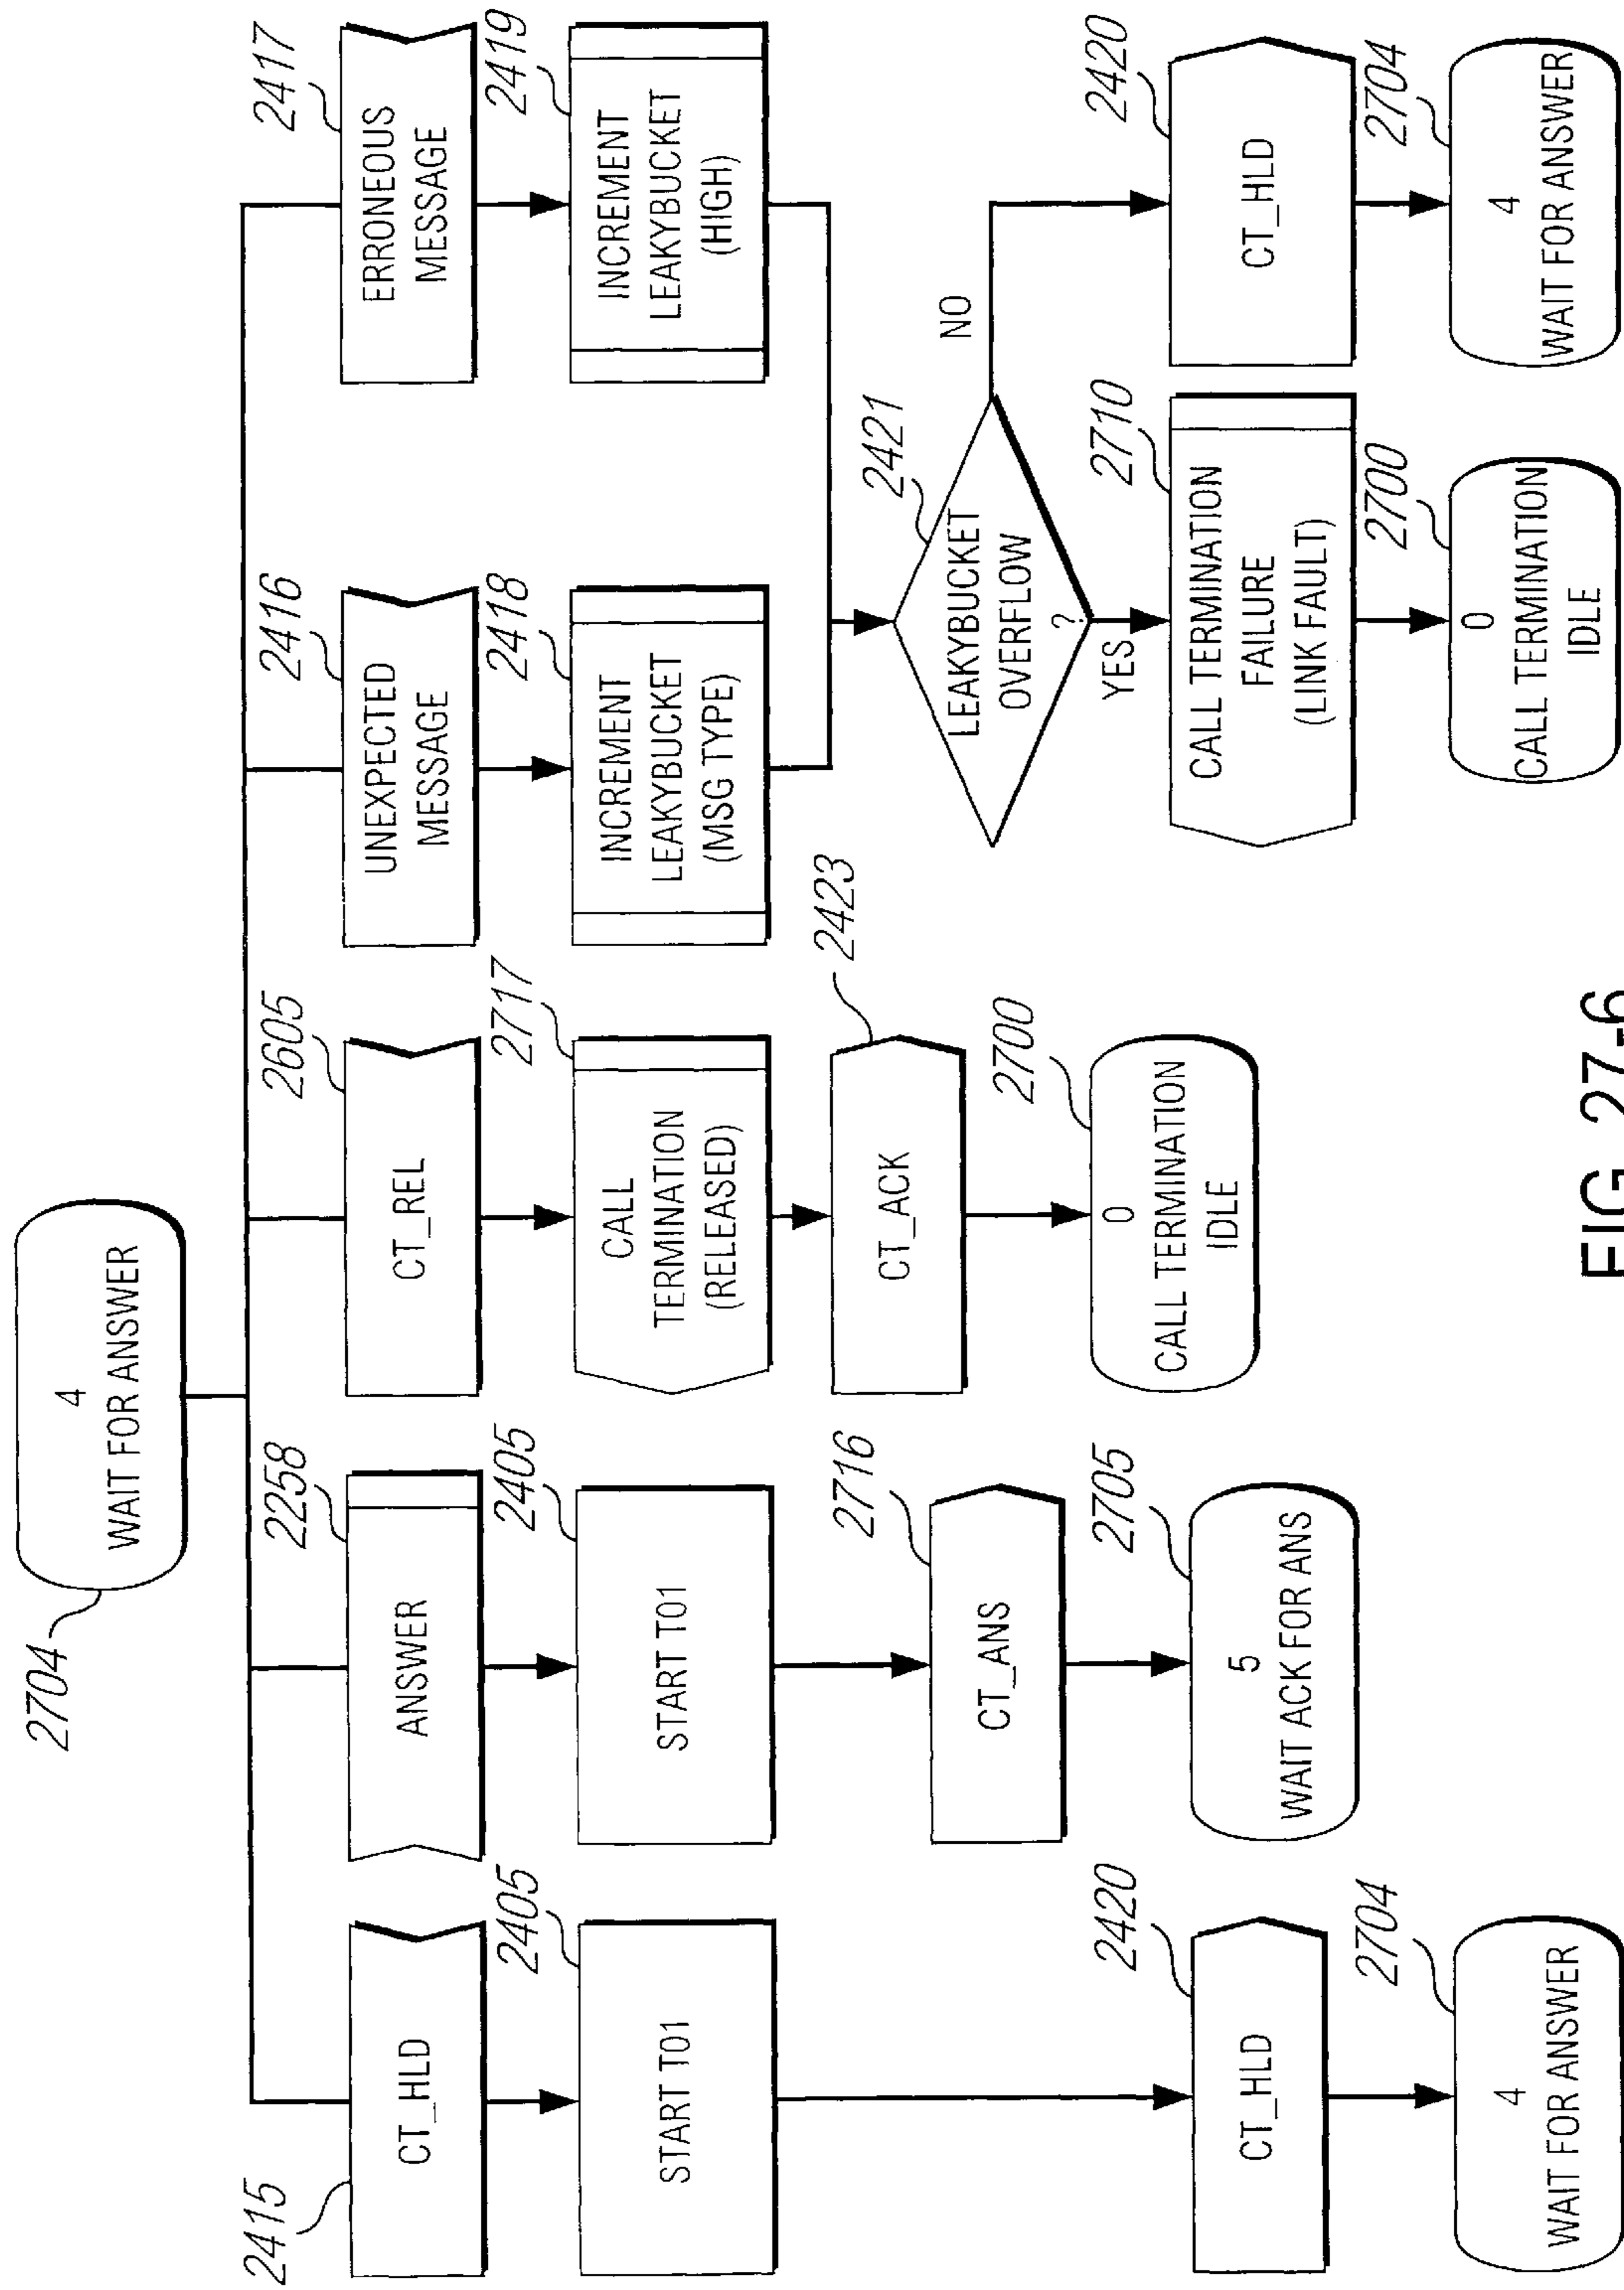 2704
4
WAIT FOR ANSWER
2415
CT_HLD
2405
START T01
2420
CT_HLD
2704
4
WAIT FOR ANSWER
2258
ANSWER
2405
START T01
2716
CT_ANS
2705
5
WAIT ACK FOR ANS
2605
CT_REL
2717
CALL
TERMINATION
(RELEASED)
2423
CT_ACK
2700
0
CALL TERMINATION
IDLE
2416
UNEXPECTED
MESSAGE
2418
INCREMENT
LEAKYBUCKET
(MSG TYPE)
2417
ERRONEOUS
MESSAGE
2419
INCREMENT
LEAKYBUCKET
(HIGH)
2421
LEAKYBUCKET
OVERFLOW
?
YES
NO
2710
CALL TERMINATION
FAILURE
(LINK FAULT)
2700
0
CALL TERMINATION
IDLE
2420
CT_HLD
2704
4
WAIT FOR ANSWER
FIG. 27-6